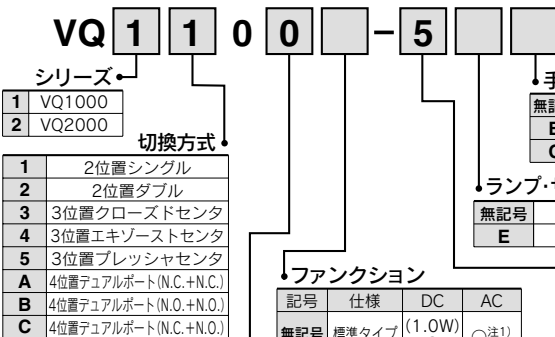 VQ 1 1 0 0 - 5
シリーズ
1 VQ1000
2 VQ2000
切換方式
1 2位置シングル
2 2位置ダブル
3 3位置クローズドセンタ
4 3位置エキゾーストセンタ
5 3位置プレッシャセンタ
A 4位置デュアルポート(N.C.+N.C.)
B 4位置デュアルポート(N.O.+N.O.)
C 4位置デュアルポート(N.C.+N.O.)
ファンクション
記号 仕様 DC AC
無記号 標準タイプ (1.0W) ○注1)
ランプ・
無記号
E